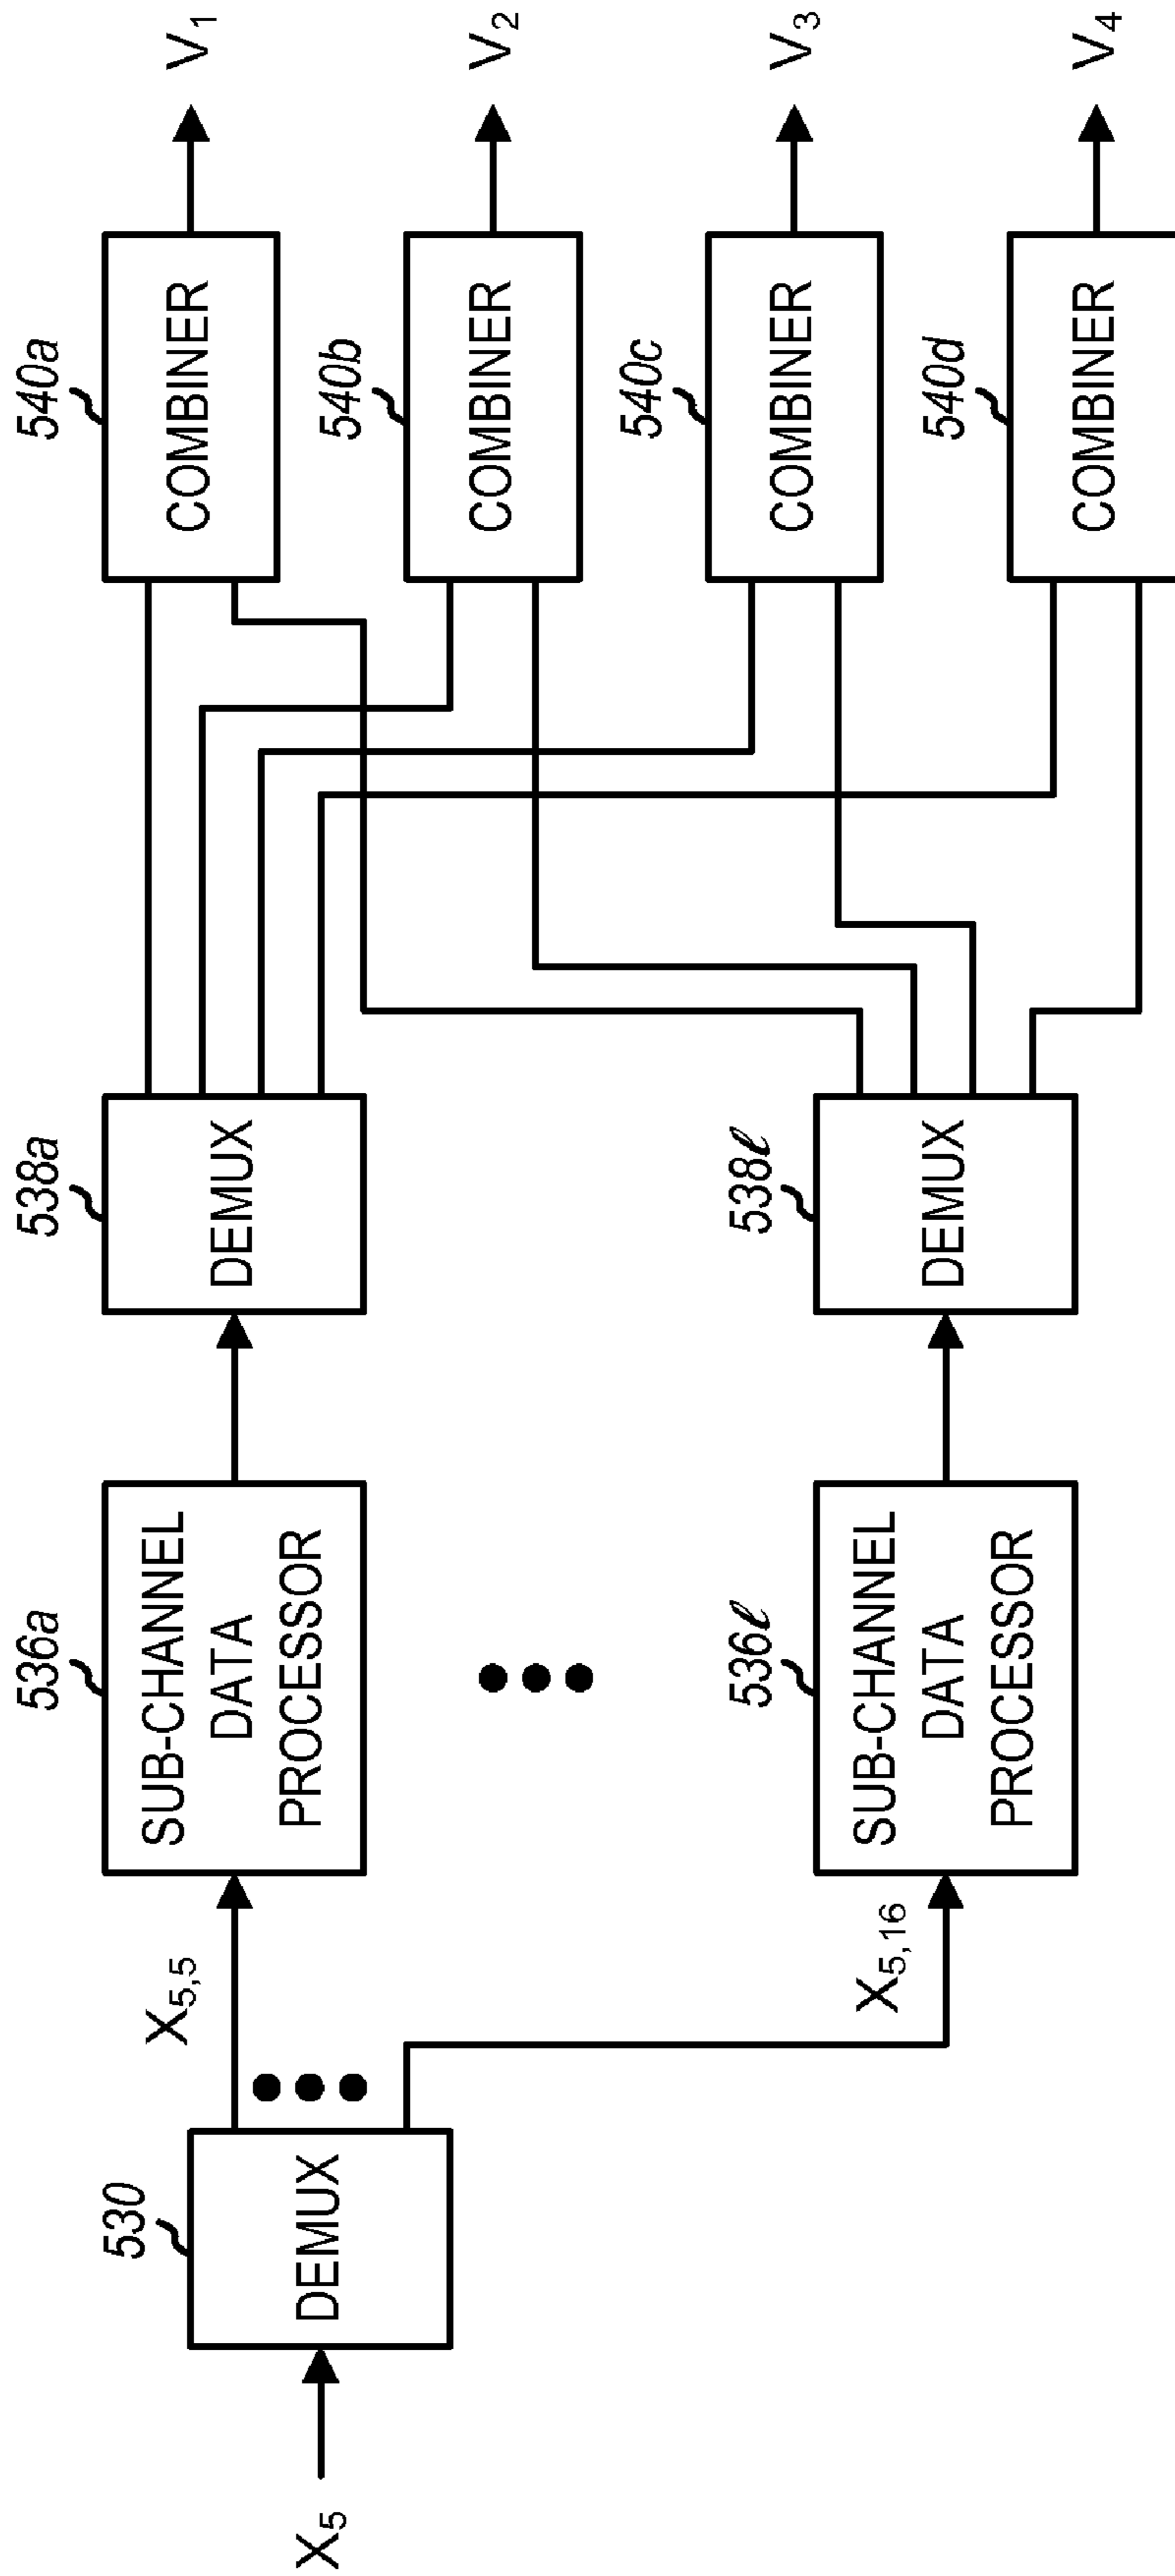 X5
530
DEMUX
X5,5
X5,16
536a
SUB-CHANNEL
DATA
PROCESSOR
536ℓ
SUB-CHANNEL
DATA
PROCESSOR
538a
DEMUX
538ℓ
DEMUX
540a
COMBINER
V1
540b
COMBINER
V2
540c
COMBINER
V3
540d
COMBINER
V4